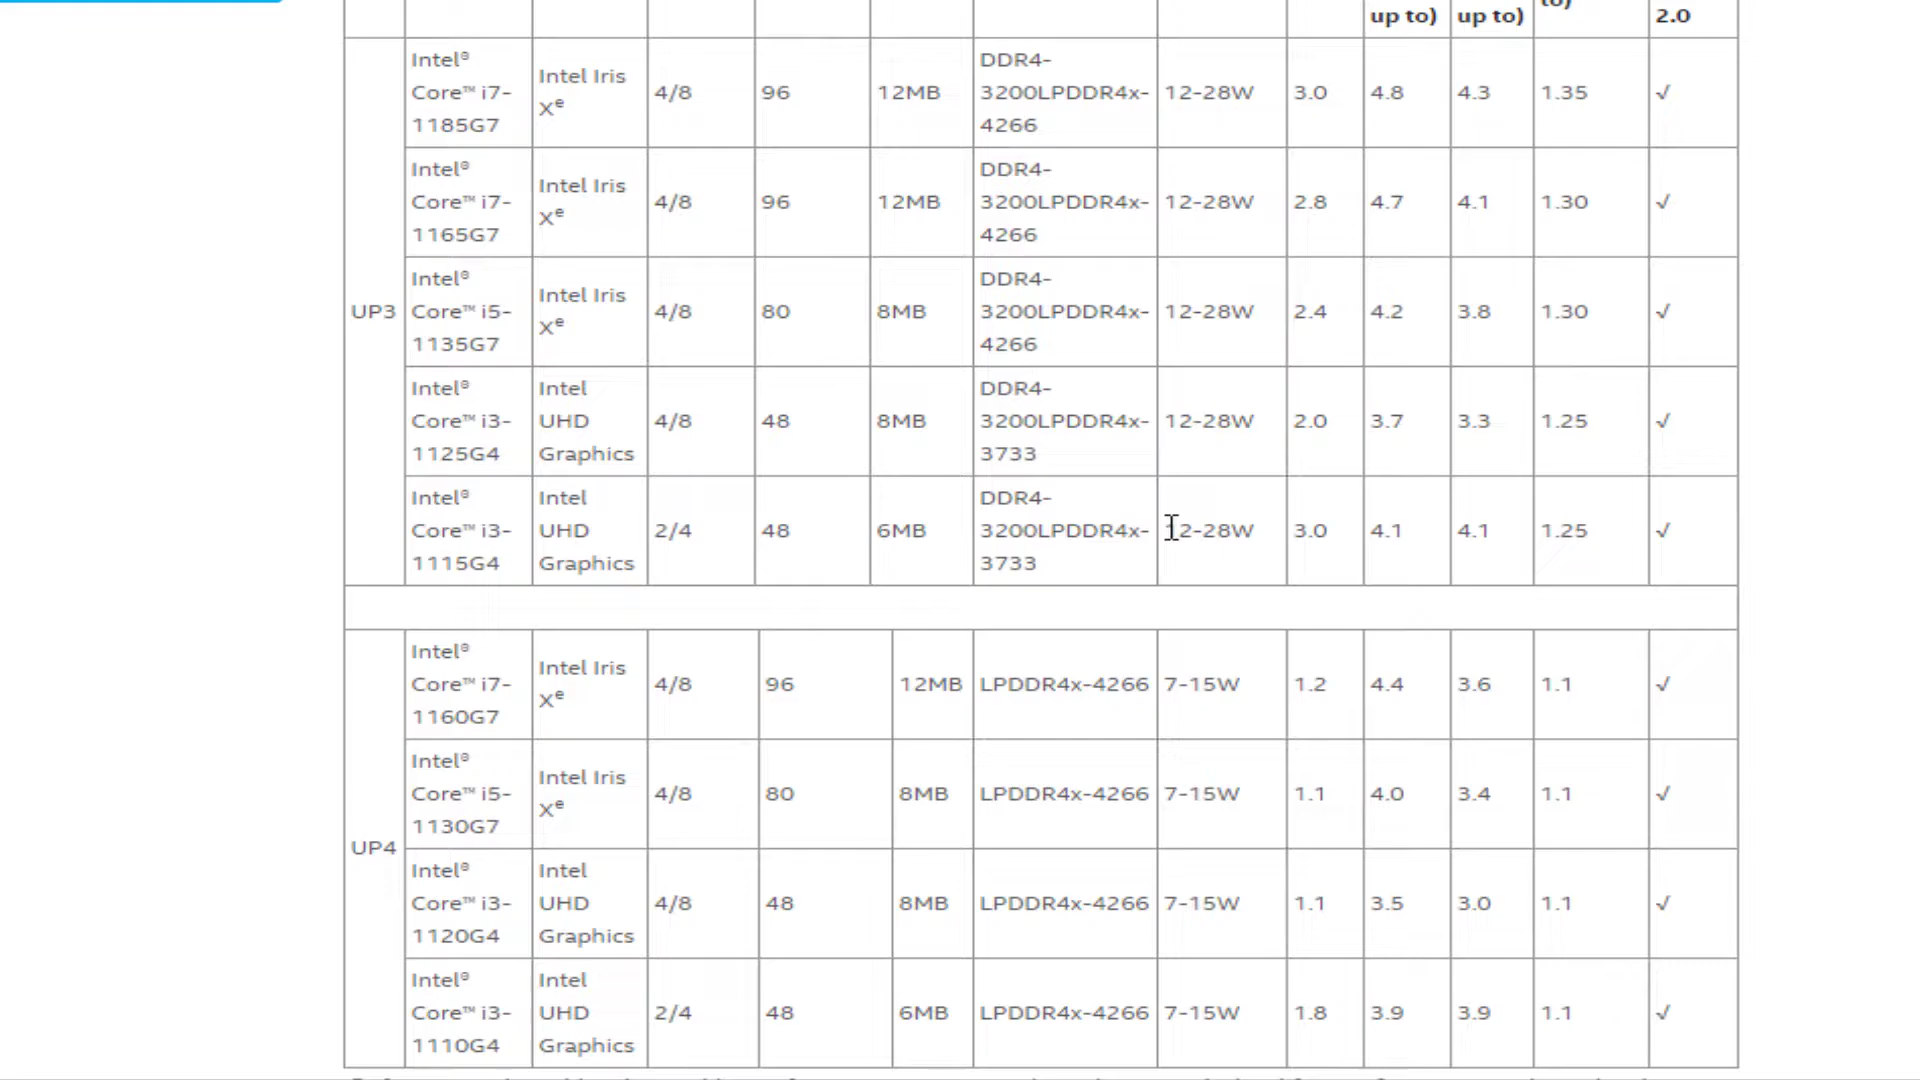 up to) up to) to) 2.0
UP3
Intel® Core™ i7-1185G7 Intel Iris Xe 4/8 96 12MB DDR4-3200LPDDR4x-4266 12-28W 3.0 4.8 4.3 1.35 √
Intel® Core™ i7-1165G7 Intel Iris Xe 4/8 96 12MB DDR4-3200LPDDR4x-4266 12-28W 2.8 4.7 4.1 1.30 √
Intel® Core™ i5-1135G7 Intel Iris Xe 4/8 80 8MB DDR4-3200LPDDR4x-4266 12-28W 2.4 4.2 3.8 1.30 √
Intel® Core™ i3-1125G4 Intel UHD Graphics 4/8 48 8MB DDR4-3200LPDDR4x-3733 12-28W 2.0 3.7 3.3 1.25 √
Intel® Core™ i3-1115G4 Intel UHD Graphics 2/4 48 6MB DDR4-3200LPDDR4x-3733 12-28W 3.0 4.1 4.1 1.25 √
UP4
Intel® Core™ i7-1160G7 Intel Iris Xe 4/8 96 12MB LPDDR4x-4266 7-15W 1.2 4.4 3.6 1.1 √
Intel® Core™ i5-1130G7 Intel Iris Xe 4/8 80 8MB LPDDR4x-4266 7-15W 1.1 4.0 3.4 1.1 √
Intel® Core™ i3-1120G4 Intel UHD Graphics 4/8 48 8MB LPDDR4x-4266 7-15W 1.1 3.5 3.0 1.1 √
Intel® Core™ i3-1110G4 Intel UHD Graphics 2/4 48 6MB LPDDR4x-4266 7-15W 1.8 3.9 3.9 1.1 √